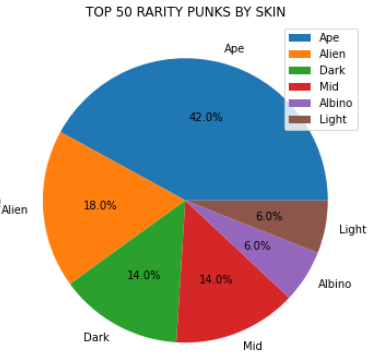 TOP 50 RARITY PUNKS BY SKIN
Ape
Alien
Dark
Mid
Albino
Light
Ape
42.0%
Alien
18.0%
Dark
14.0%
Mid
14.0%
Albino
6.0%
Light
6.0%